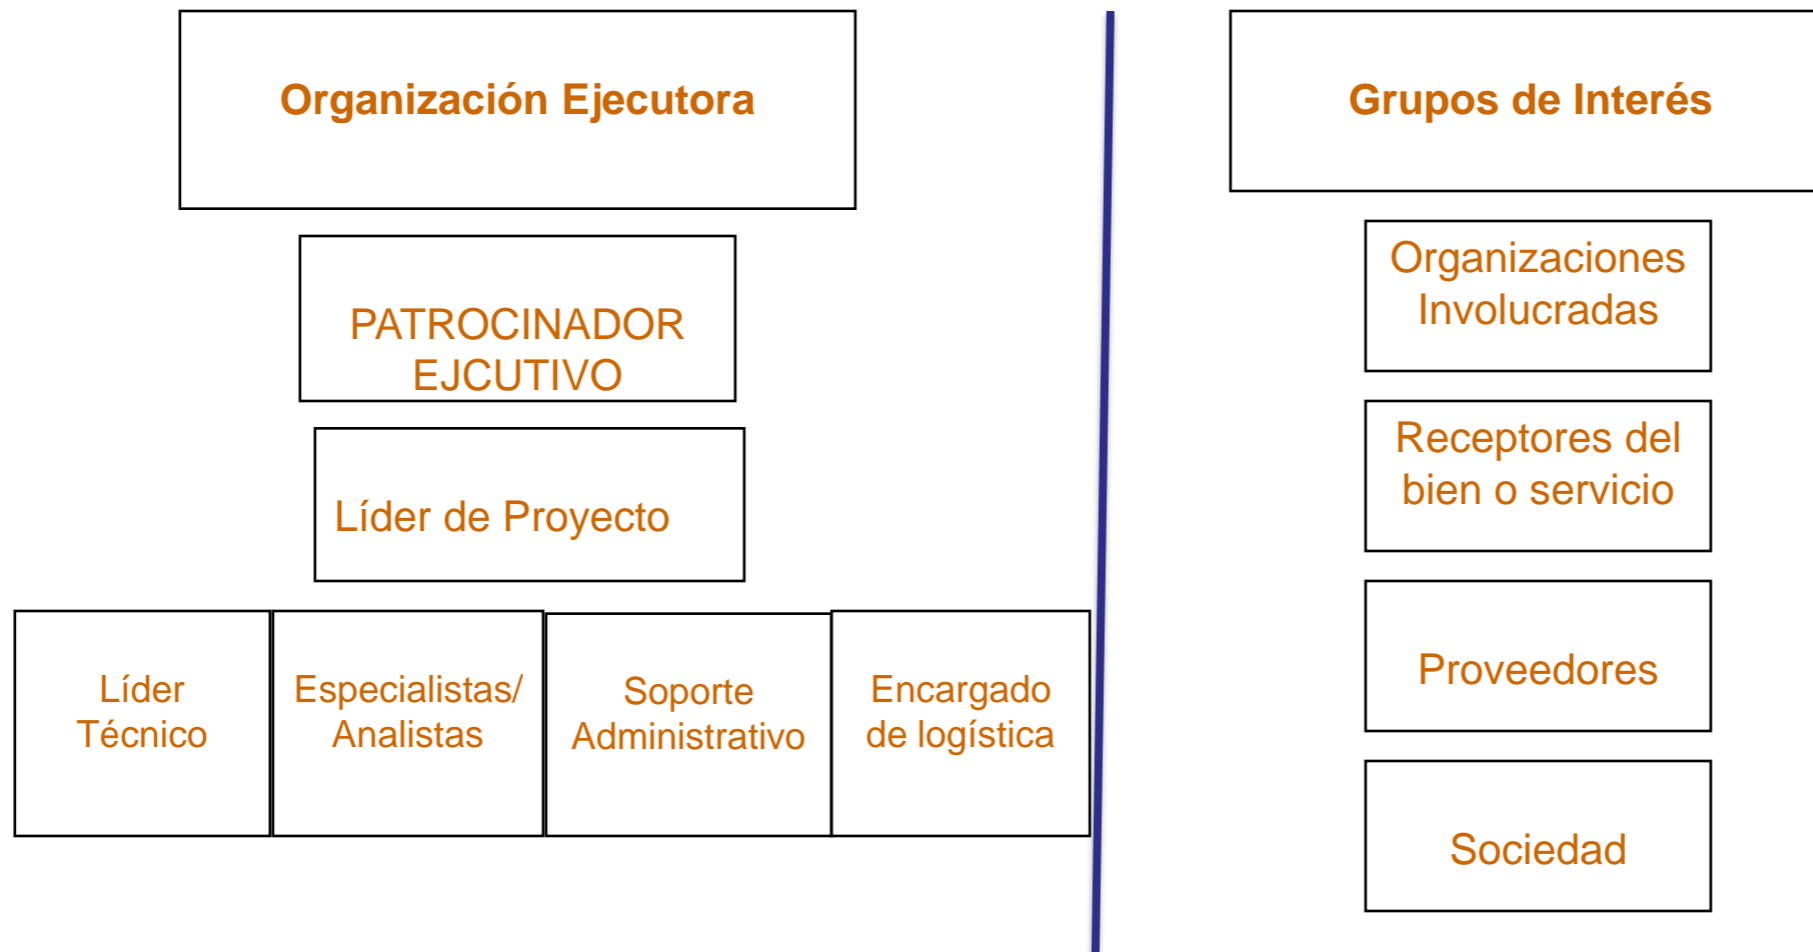 Organización Ejecutora
PATROCINADOR
EJCUTIVO
Líder de Proyecto
Líder
Técnico
Especialistas/
Analistas
Soporte
Administrativo
Encargado
de logística
Grupos de Interés
Organizaciones
Involucradas
Receptores del
bien o servicio
Proveedores
Sociedad